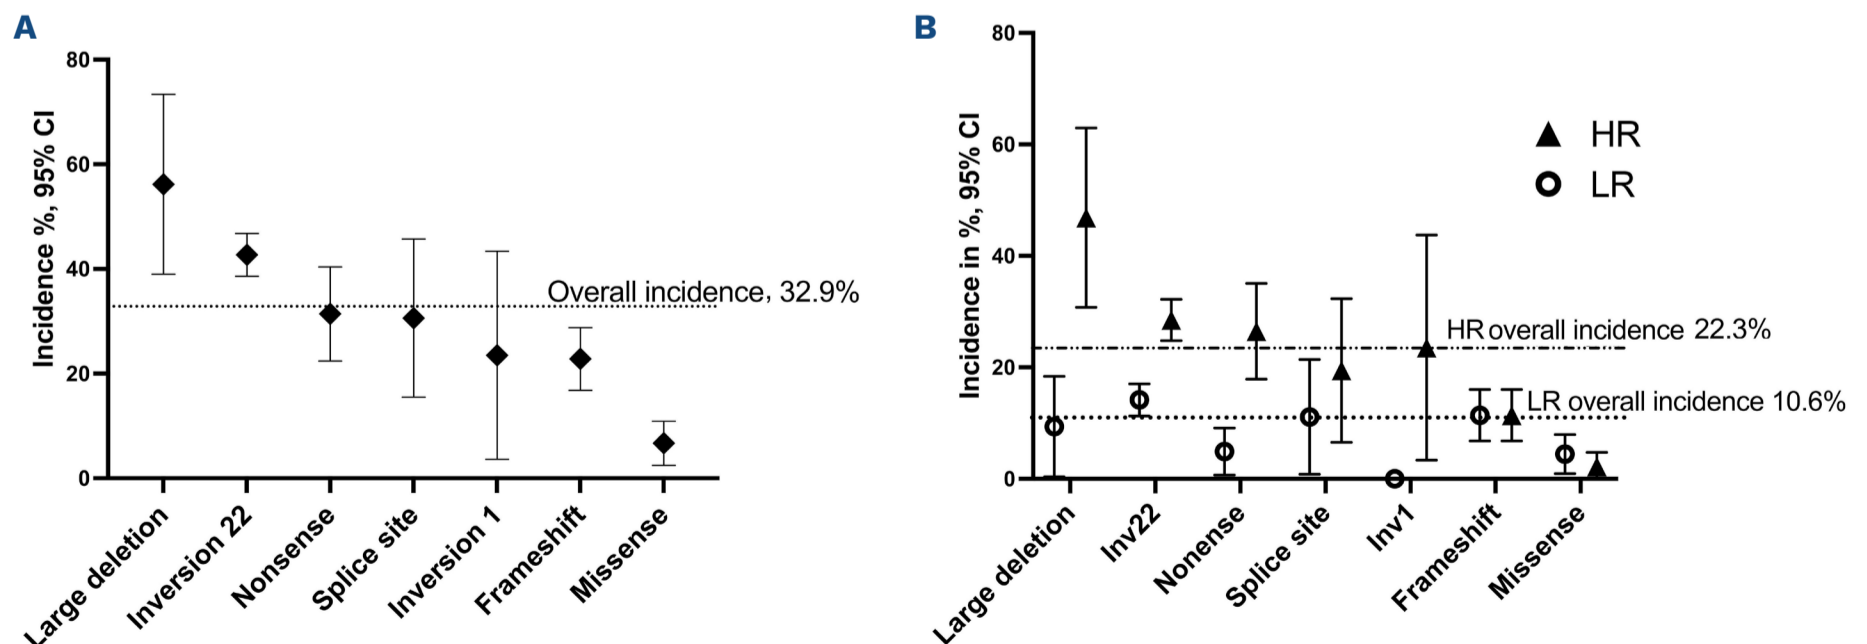 A
Incidence %, 95% CI
80
60
40
20
0
Overall incidence, 32.9%
Large deletion
Inversion 22
Nonsense
Splice site
Inversion 1
Frameshift
Missense
B
Incidence in %, 95% CI
80
60
40
20
0
HR
LR
HR overall incidence 22.3%
LR overall incidence 10.6%
Large deletion
Inv22
Nonense
Splice site
Inv1
Frameshift
Missense